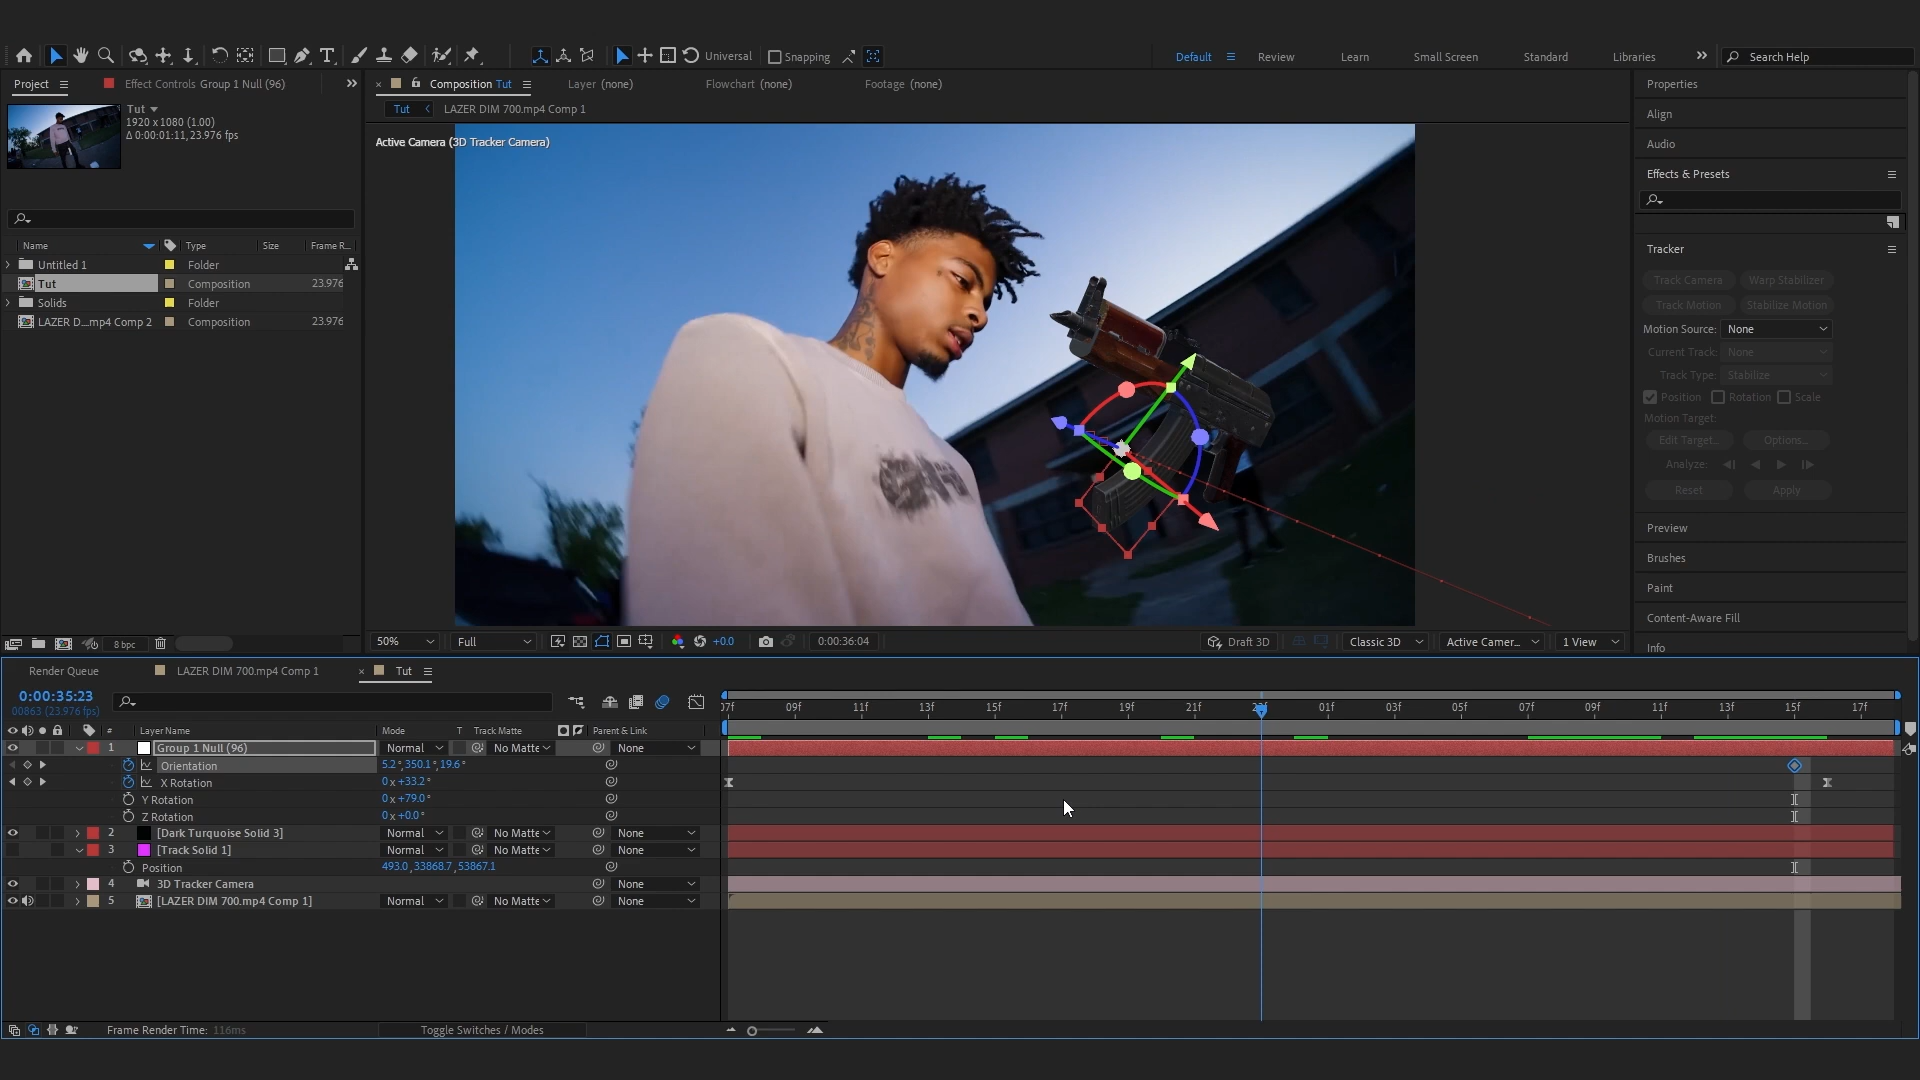 Universal
Snapping
Default
Review
Learn
Small Screen
Standard
Libraries
Search Help
Project
Effect Controls Group 1 Null (96)
Composition Tut
Layer (none)
Flowchart (none)
Footage (none)
Tut
LAZER DIM 700.mp4 Comp 1
Tut
1920 x 1080 (1.00)
Δ 0:00:01:11, 23.976 fps
Active Camera (3D Tracker Camera)
Name
Type
Size
Frame R...
Untitled 1
Folder
Tut
Composition
23.976
Solids
Folder
LAZER D...mp4 Comp 2
Composition
23.976
8 bpc
50%
Full
+0.0
0:00:36:04
Draft 3D
Classic 3D
Active Camer...
1 View
Properties
Align
Audio
Effects & Presets
Tracker
Track Camera
Warp Stabilizer
Track Motion
Stabilize Motion
Motion Source:
None
Current Track:
None
Track Type:
Stabilize
Position
Rotation
Scale
Motion Target:
Edit Target...
Options...
Analyze:
Reset
Apply
Preview
Brushes
Paint
Content-Aware Fill
Info
Render Queue
LAZER DIM 700.mp4 Comp 1
Tut
0:00:35:23
00863 (23.976 fps)
07f
09f
11f
13f
15f
17f
19f
21f
01f
03f
05f
07f
09f
11f
13f
15f
17f
#
Layer Name
Mode
T
Track Matte
Parent & Link
1
Group 1 Null (96)
Normal
No Matte
None
Orientation
5.2°,350.1°,19.6°
X Rotation
0x+33.2°
Y Rotation
0x+79.0°
Z Rotation
0x+0.0°
2
[Dark Turquoise Solid 3]
Normal
No Matte
None
3
[Track Solid 1]
Normal
No Matte
None
Position
493.0,33868.7,53867.1
4
3D Tracker Camera
None
5
[LAZER DIM 700.mp4 Comp 1]
Normal
No Matte
None
Frame Render Time: 116ms
Toggle Switches / Modes